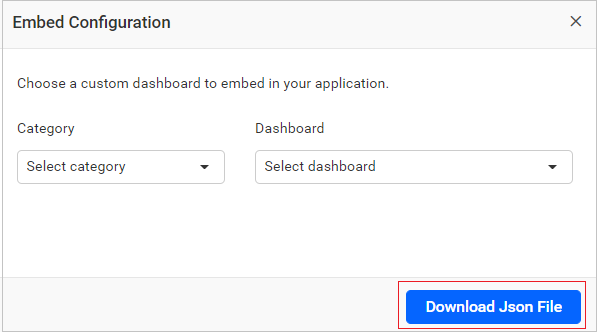 Embed Configuration
Choose a custom dashboard to embed in your application.
Category
Dashboard
Select category
Select dashboard
Download Json File